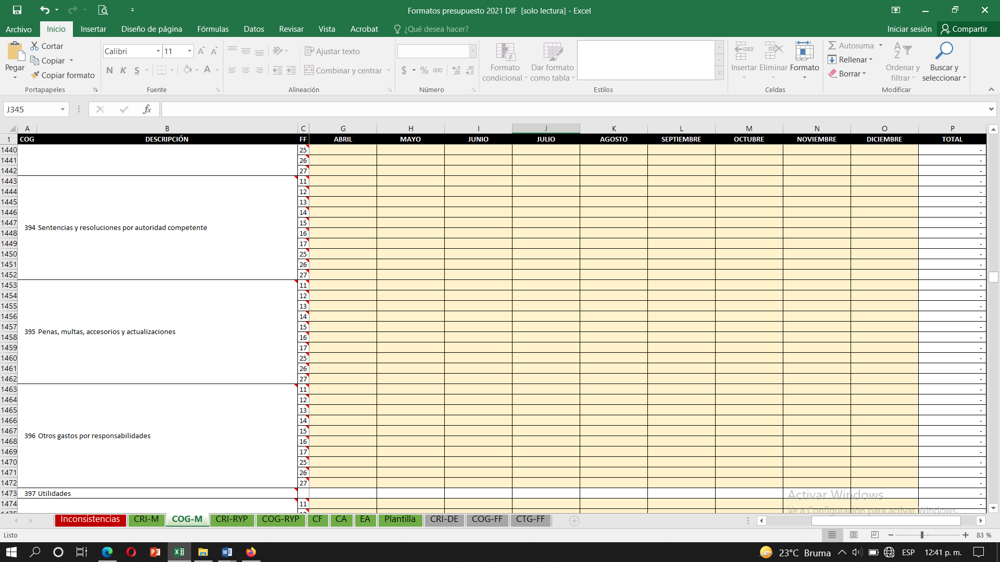 Formatos presupuesto 2021 DIF [solo lectura] - Excel
Archivo Inicio Insertar Diseño de página Fórmulas Datos Revisar Vista Acrobat ¿Qué desea hacer? Iniciar sesión Compartir
Pegar
Cortar
Copiar
Copiar formato
Portapapeles
Calibri 11
N K S
Fuente
Ajustar texto
Combinar y centrar
Alineación
$ % 000
Número
Formato condicional
Dar formato como tabla
Estilos
Insertar Eliminar Formato
Celdas
Autosuma
Rellenar
Borrar
Ordenar y filtrar
Buscar y seleccionar
Modificar
J345 fx
A B C G H I J K L M N O P
1 COG DESCRIPCIÓN FF ABRIL MAYO JUNIO JULIO AGOSTO SEPTIEMBRE OCTUBRE NOVIEMBRE DICIEMBRE TOTAL
1440 25 -
1441 26 -
1442 27 -
1443 11 -
1444 12 -
1445 13 -
1446 14 -
1447 15 -
394 Sentencias y resoluciones por autoridad competente
1448 16 -
1449 17 -
1450 25 -
1451 26 -
1452 27 -
1453 11 -
1454 12 -
1455 13 -
1456 14 -
1457 15 -
395 Penas, multas, accesorios y actualizaciones
1458 16 -
1459 17 -
1460 25 -
1461 26 -
1462 27 -
1463 11 -
1464 12 -
1465 13 -
1466 14 -
1467 15 -
396 Otros gastos por responsabilidades
1468 16 -
1469 17 -
1470 25 -
1471 26 -
1472 27 -
1473 397 Utilidades -
1474 11 -
Activar Windows
Ve a Configuración para activar Windows.
Inconsistencias CRI-M COG-M CRI-RYP COG-RYP CF CA EA Plantilla CRI-DE COG-FF CTG-FF
Listo 83 %
23°C Bruma ESP 12:41 p. m.